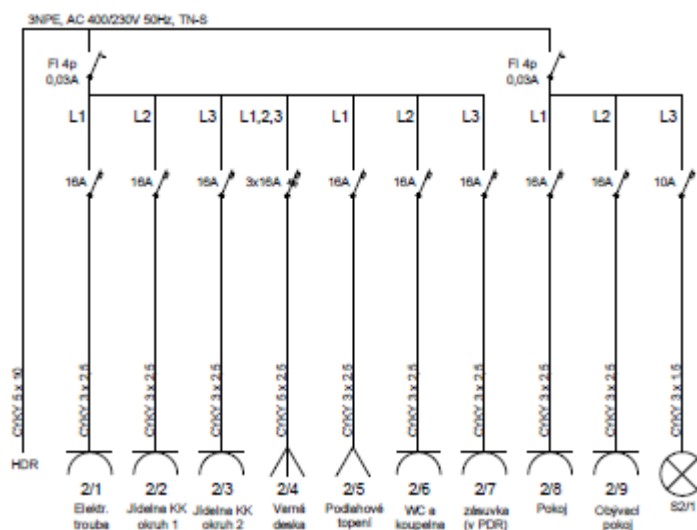 3NPE, AC 400/230V 50Hz, TN-S
FI 4p
0,03A
FI 4p
0,03A
L1
L2
L3
L1,2,3
L1
L2
L3
L1
L2
L3
16A
16A
16A
3x16A
16A
16A
16A
16A
16A
10A
CYKY 5 x 10
CYKY 3 x 2,5
CYKY 3 x 2,5
CYKY 3 x 2,5
CYKY 5 x 2,5
CYKY 3 x 2,5
CYKY 3 x 2,5
CYKY 3 x 2,5
CYKY 3 x 2,5
CYKY 3 x 2,5
CYKY 3 x 1,5
HDR
2/1
Elektr.
trouba
2/2
Jídelna KK
okruh 1
2/3
Jídelna KK
okruh 2
2/4
Varná
deska
2/5
Podlahové
topení
2/6
WC a
koupelna
2/7
zásuvka
(v PDR)
2/8
Pokoj
2/9
Obývací
pokoj
S2/1